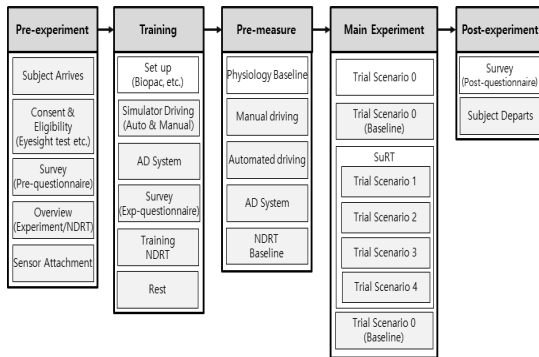 Pre-experiment
Subject Arrives
Consent &
Eligibility
(Eyesight test etc.)
Survey
(Pre-questionnaire)
Overview
(Experiment/NDRT)
Sensor Attachment
Training
Set up
(Biopac, etc.)
Simulator Driving
(Auto & Manual)
AD System
Survey
(Exp-questionnaire)
Training
NDRT
Rest
Pre-measure
Physiology Baseline
Manual driving
Automated driving
AD System
NDRT
Baseline
Main Experiment
Trial Scenario 0
Trial Scenario 0
(Baseline)
SuRT
Trial Scenario 1
Trial Scenario 2
Trial Scenario 3
Trial Scenario 4
Trial Scenario 0
(Baseline)
Post-experiment
Survey
(Post-questionnaire)
Subject Departs